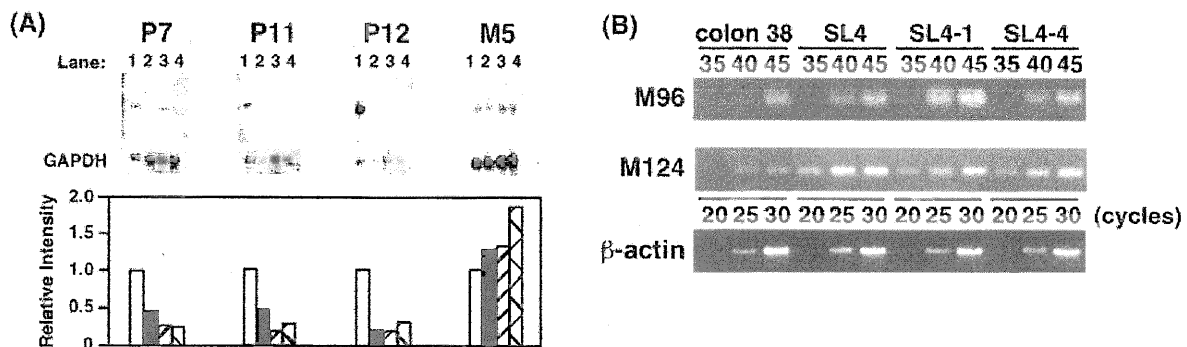 (A)
P7 P11 P12 M5
Lane: 1 2 3 4 1 2 3 4 1 2 3 4 1 2 3 4
GAPDH
Relative Intensity
2.0
1.5
1.0
0.5
0
(B)
colon 38 SL4 SL4-1 SL4-4
35 40 45 35 40 45 35 40 45 35 40 45
M96
M124
20 25 30 20 25 30 20 25 30 20 25 30 (cycles)
β-actin